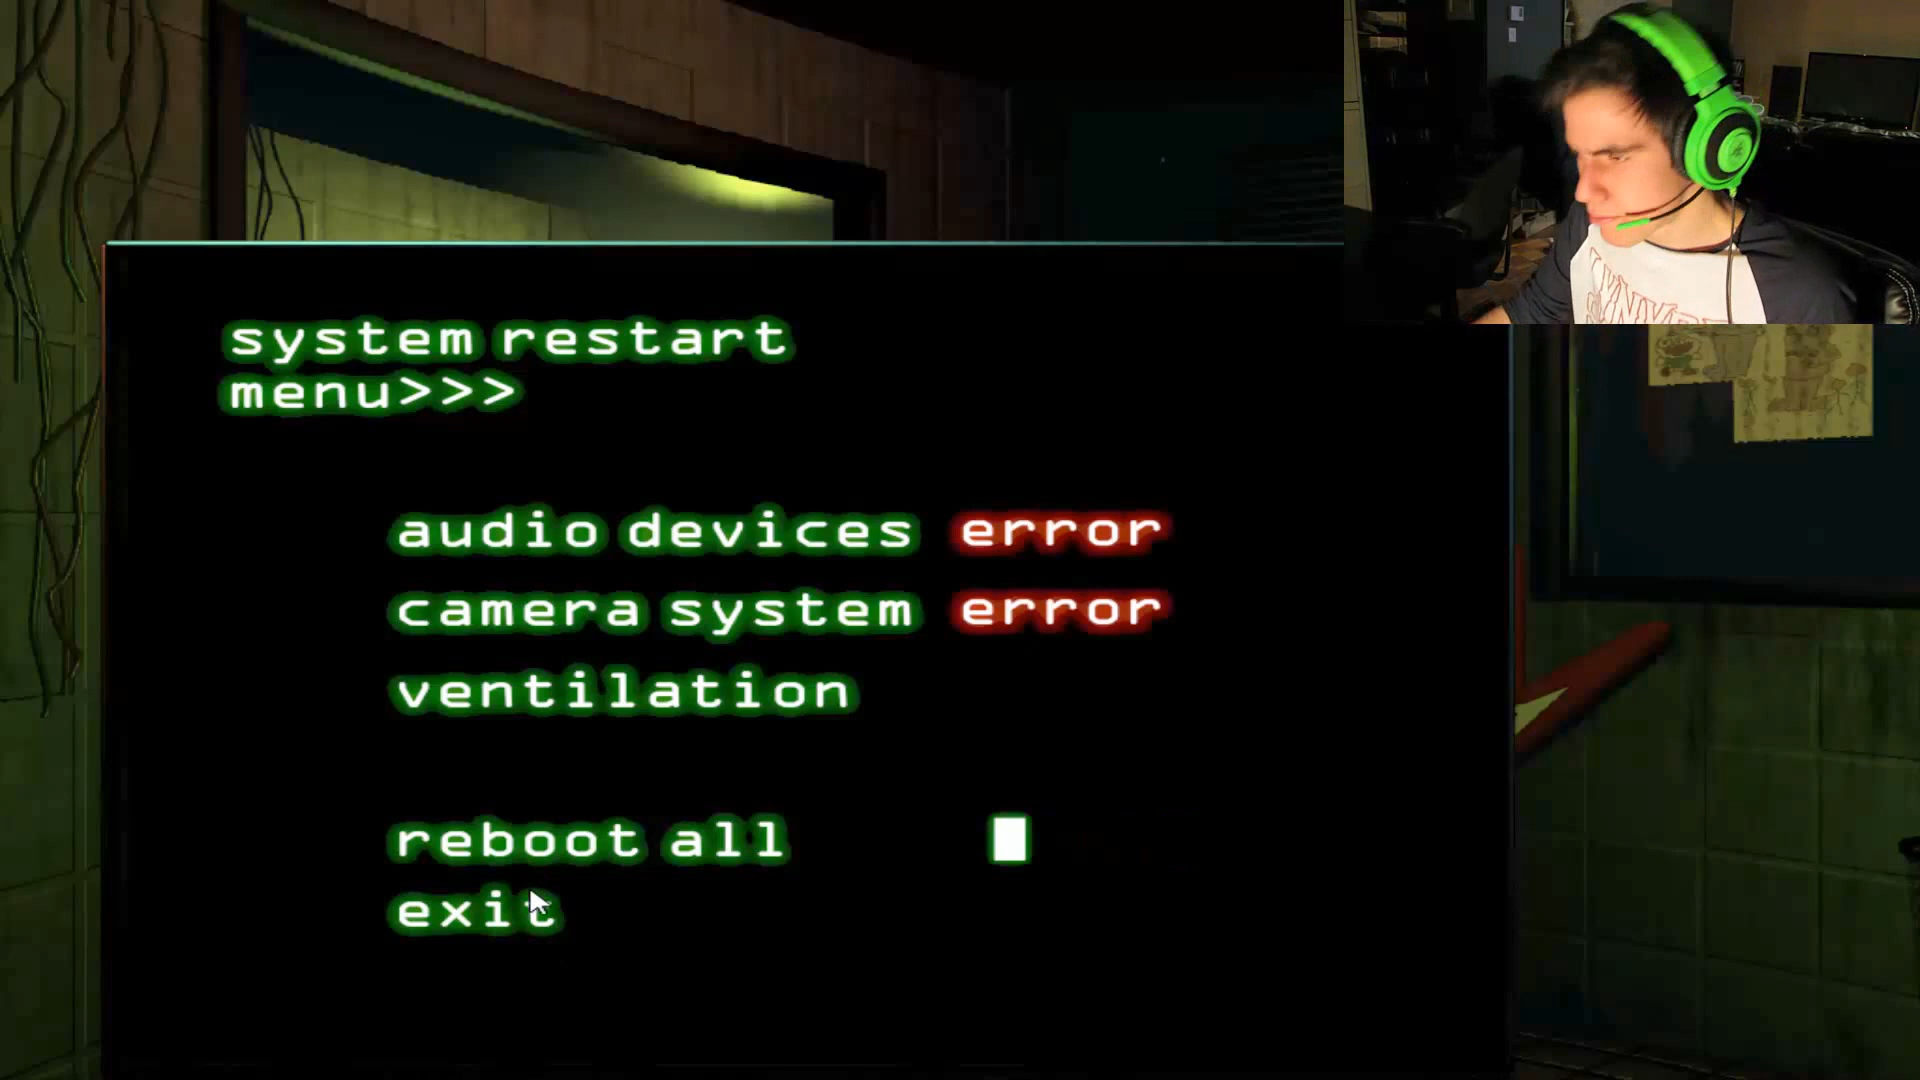 system restart
menu>>>
audio devices error
camera system error
ventilation
reboot all
exit